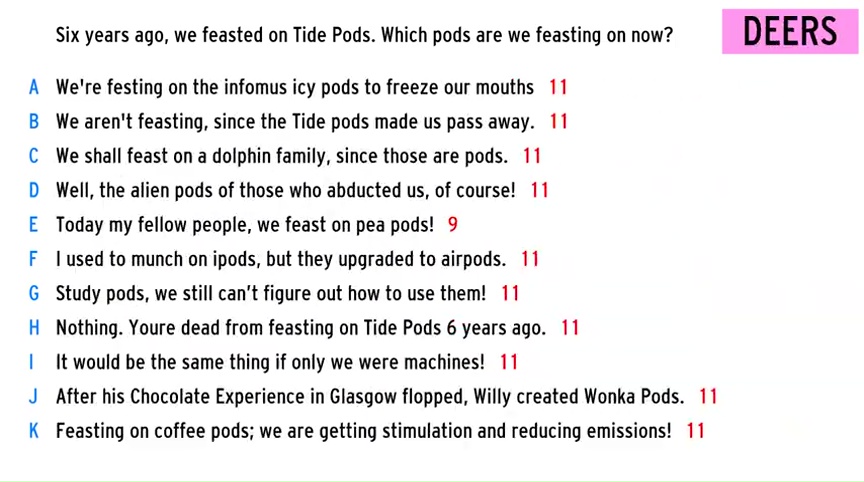 Six years ago, we feasted on Tide Pods. Which pods are we feasting on now?
DEERS
A We're festing on the infomus icy pods to freeze our mouths 11
B We aren't feasting, since the Tide pods made us pass away. 11
C We shall feast on a dolphin family, since those are pods. 11
D Well, the alien pods of those who abducted us, of course! 11
E Today my fellow people, we feast on pea pods! 9
F I used to munch on ipods, but they upgraded to airpods. 11
G Study pods, we still can't figure out how to use them! 11
H Nothing. Youre dead from feasting on Tide Pods 6 years ago. 11
I It would be the same thing if only we were machines! 11
J After his Chocolate Experience in Glasgow flopped, Willy created Wonka Pods. 11
K Feasting on coffee pods; we are getting stimulation and reducing emissions! 11